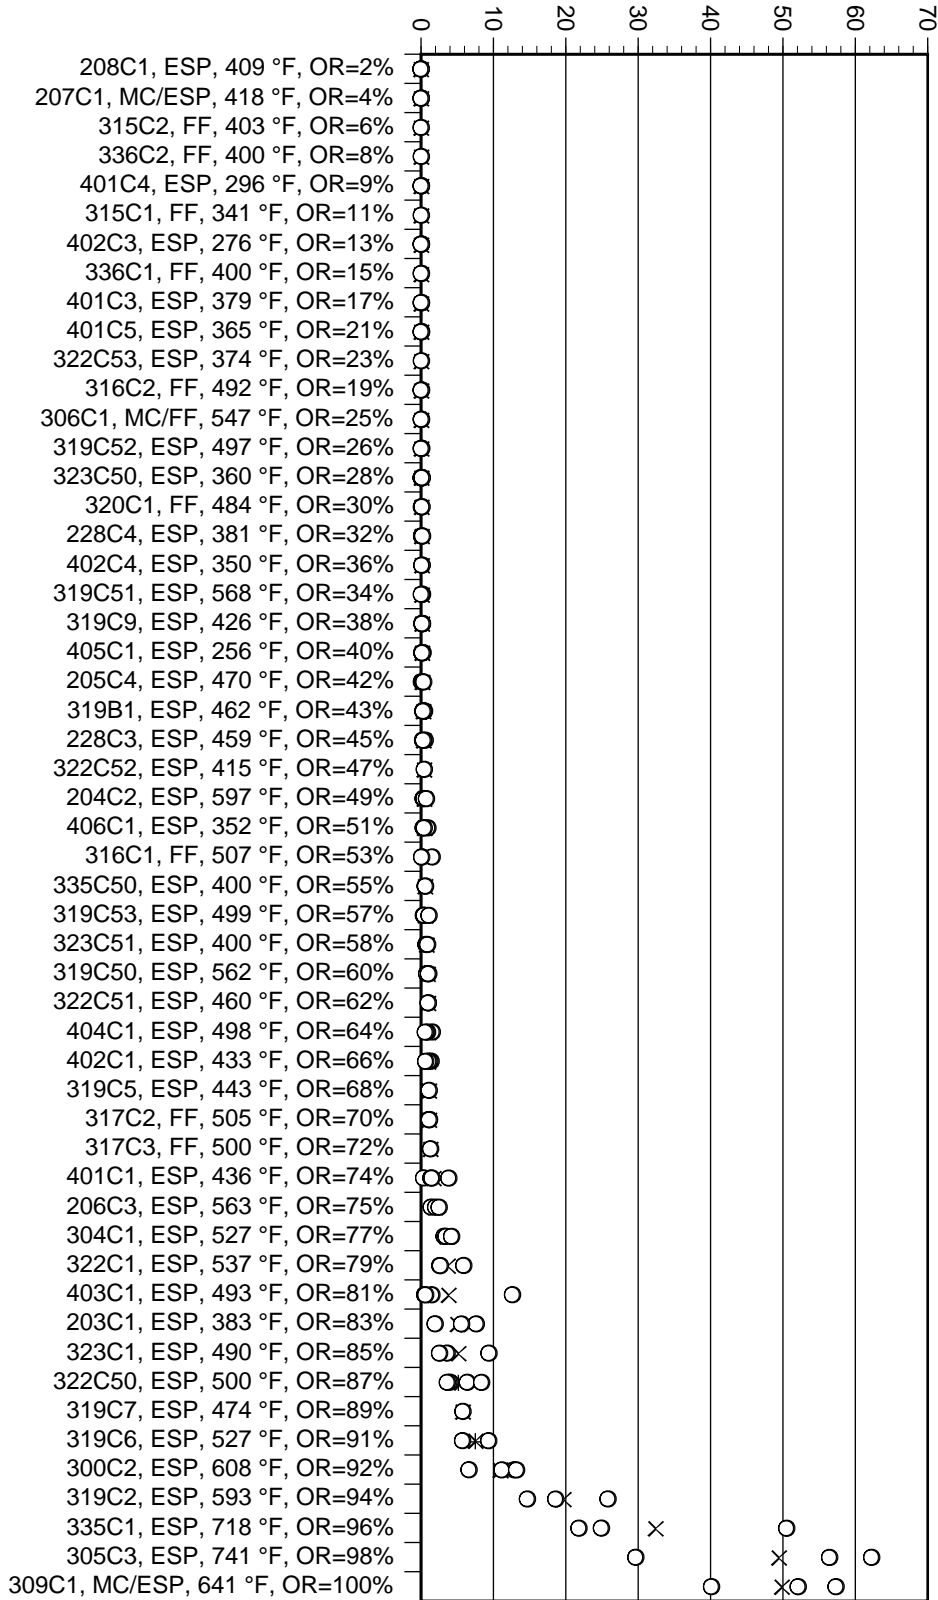 0 10 20 30 40 50 60 70
208C1, ESP, 409 °F, OR=2%
207C1, MC/ESP, 418 °F, OR=4%
315C2, FF, 403 °F, OR=6%
336C2, FF, 400 °F, OR=8%
401C4, ESP, 296 °F, OR=9%
315C1, FF, 341 °F, OR=11%
402C3, ESP, 276 °F, OR=13%
336C1, FF, 400 °F, OR=15%
401C3, ESP, 379 °F, OR=17%
401C5, ESP, 365 °F, OR=21%
322C53, ESP, 374 °F, OR=23%
316C2, FF, 492 °F, OR=19%
306C1, MC/FF, 547 °F, OR=25%
319C52, ESP, 497 °F, OR=26%
323C50, ESP, 360 °F, OR=28%
320C1, FF, 484 °F, OR=30%
228C4, ESP, 381 °F, OR=32%
402C4, ESP, 350 °F, OR=36%
319C51, ESP, 568 °F, OR=34%
319C9, ESP, 426 °F, OR=38%
405C1, ESP, 256 °F, OR=40%
205C4, ESP, 470 °F, OR=42%
319B1, ESP, 462 °F, OR=43%
228C3, ESP, 459 °F, OR=45%
322C52, ESP, 415 °F, OR=47%
204C2, ESP, 597 °F, OR=49%
406C1, ESP, 352 °F, OR=51%
316C1, FF, 507 °F, OR=53%
335C50, ESP, 400 °F, OR=55%
319C53, ESP, 499 °F, OR=57%
323C51, ESP, 400 °F, OR=58%
319C50, ESP, 562 °F, OR=60%
322C51, ESP, 460 °F, OR=62%
404C1, ESP, 498 °F, OR=64%
402C1, ESP, 433 °F, OR=66%
319C5, ESP, 443 °F, OR=68%
317C2, FF, 505 °F, OR=70%
317C3, FF, 500 °F, OR=72%
401C1, ESP, 436 °F, OR=74%
206C3, ESP, 563 °F, OR=75%
304C1, ESP, 527 °F, OR=77%
322C1, ESP, 537 °F, OR=79%
403C1, ESP, 493 °F, OR=81%
203C1, ESP, 383 °F, OR=83%
323C1, ESP, 490 °F, OR=85%
322C50, ESP, 500 °F, OR=87%
319C7, ESP, 474 °F, OR=89%
319C6, ESP, 527 °F, OR=91%
300C2, ESP, 608 °F, OR=92%
319C2, ESP, 593 °F, OR=94%
335C1, ESP, 718 °F, OR=96%
305C3, ESP, 741 °F, OR=98%
309C1, MC/ESP, 641 °F, OR=100%